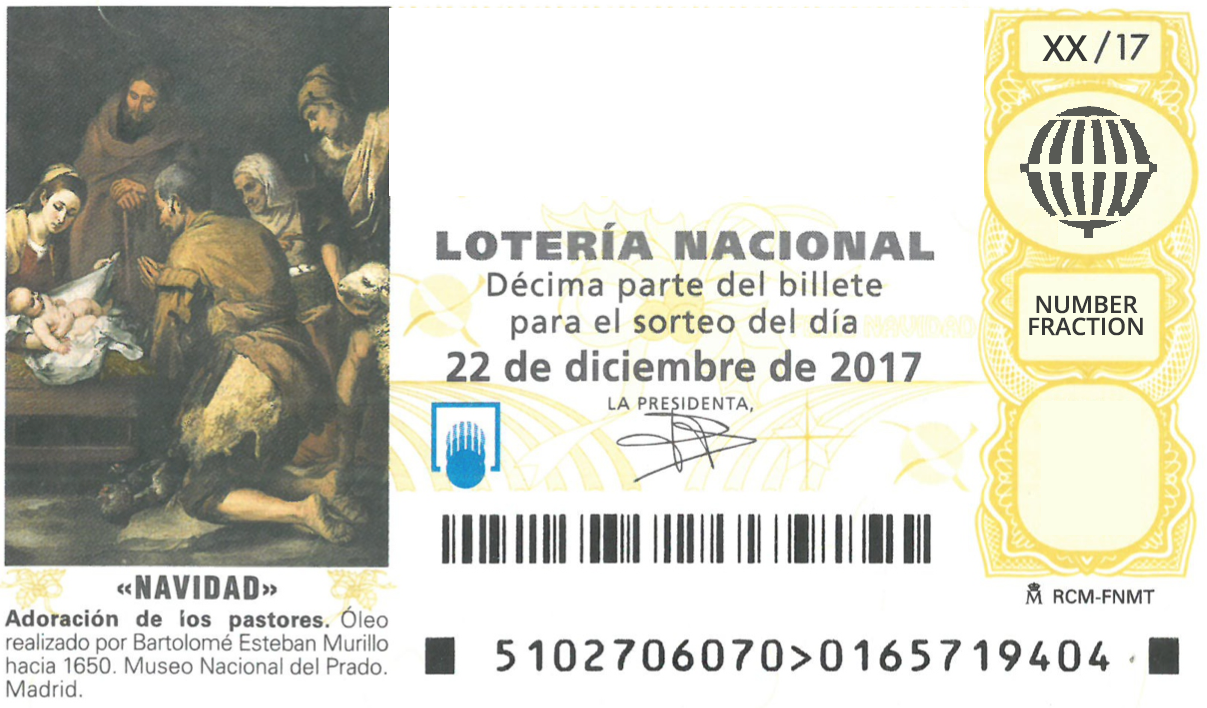 XX/17
LOTERÍA NACIONAL
Décima parte del billete
para el sorteo del día
22 de diciembre de 2017
LA PRESIDENTA,
NUMBER
FRACTION
NAVIDAD
«NAVIDAD»
Adoración de los pastores. Óleo
realizado por Bartolomé Esteban Murillo
hacia 1650. Museo Nacional del Prado.
Madrid.
RCM-FNMT
5102706070>0165719404